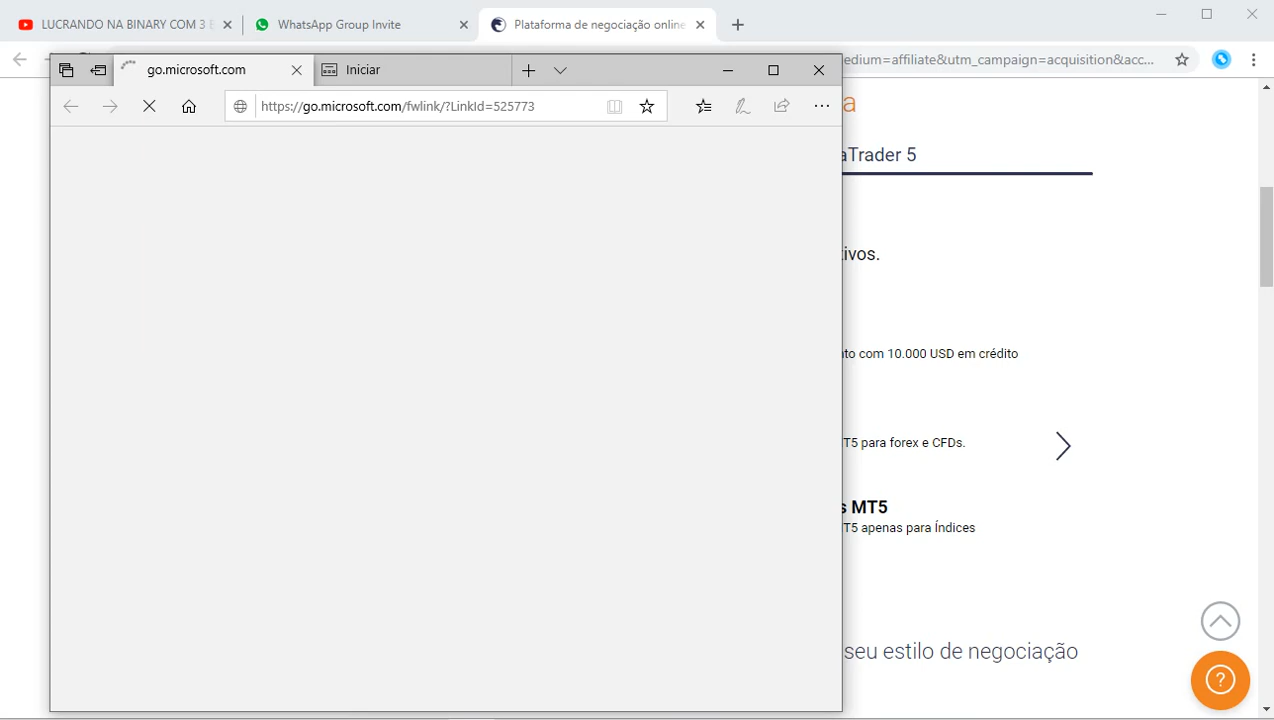 LUCRANDO NA BINARY COM 3
WhatsApp Group Invite
Plataforma de negociação online
edium=affiliate&utm_campaign=acquisition&acc...
go.microsoft.com
Iniciar
https://go.microsoft.com/fwlink/?LinkId=525773
a
aTrader 5
tivos.
nto com 10.000 USD em crédito
T5 para forex e CFDs.
s MT5
T5 apenas para Índices
seu estilo de negociação
?